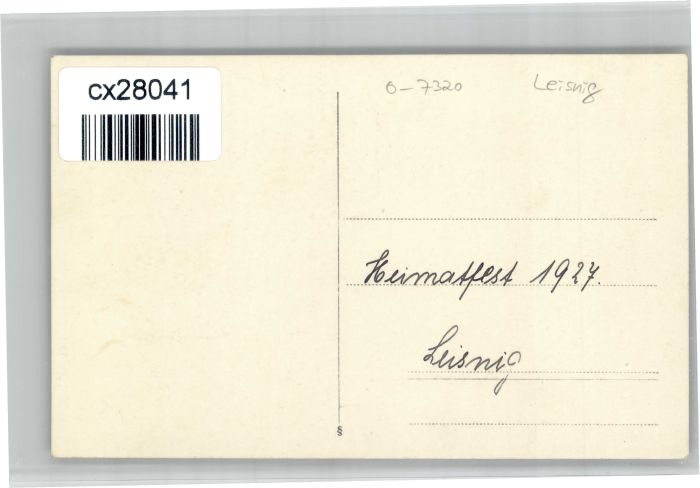 cx28041
o-7320 Leisnig
Heimatfest 1927.
Leisnig
§